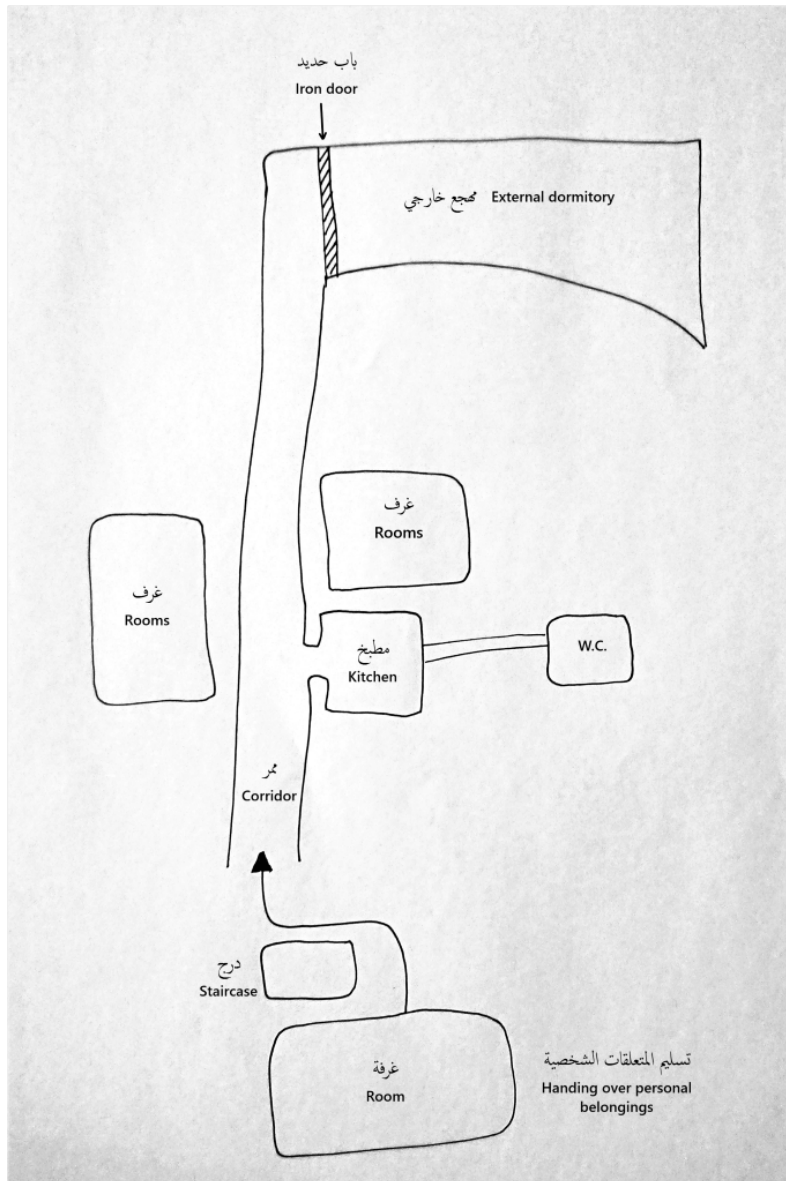 باب حديد
Iron door
مهجع خارجي External dormitory
غرف
Rooms
غرف
Rooms
مطبخ
Kitchen
W.C.
ممر
Corridor
درج
Staircase
غرفة
Room
تسليم المتعلقات الشخصية
Handing over personal
belongings